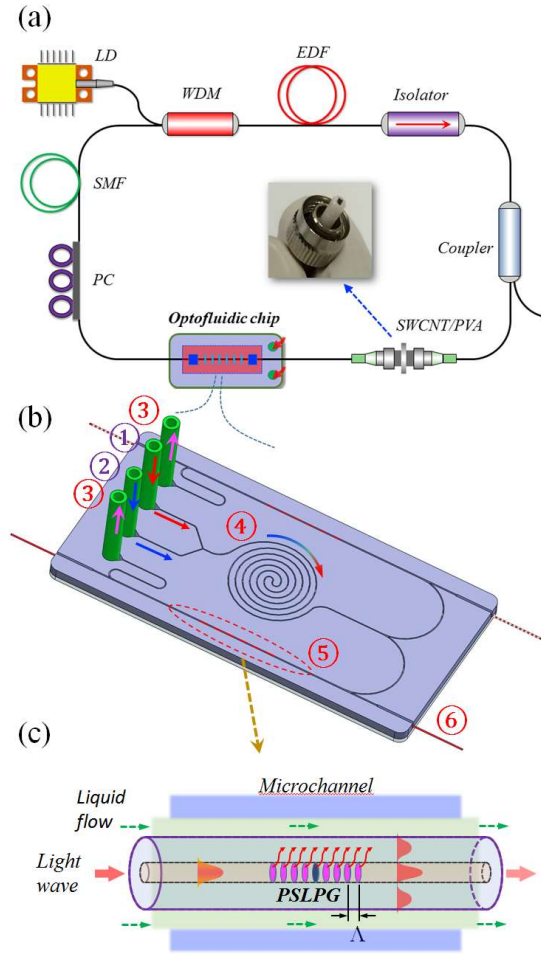 (a)
LD
WDM
EDF
Isolator
SMF
PC
Coupler
Optofluidic chip
SWCNT/PVA
(b)
③
①
②
③
④
⑤
⑥
(c)
Microchannel
Liquid
flow
Light
wave
PSLPG
Λ